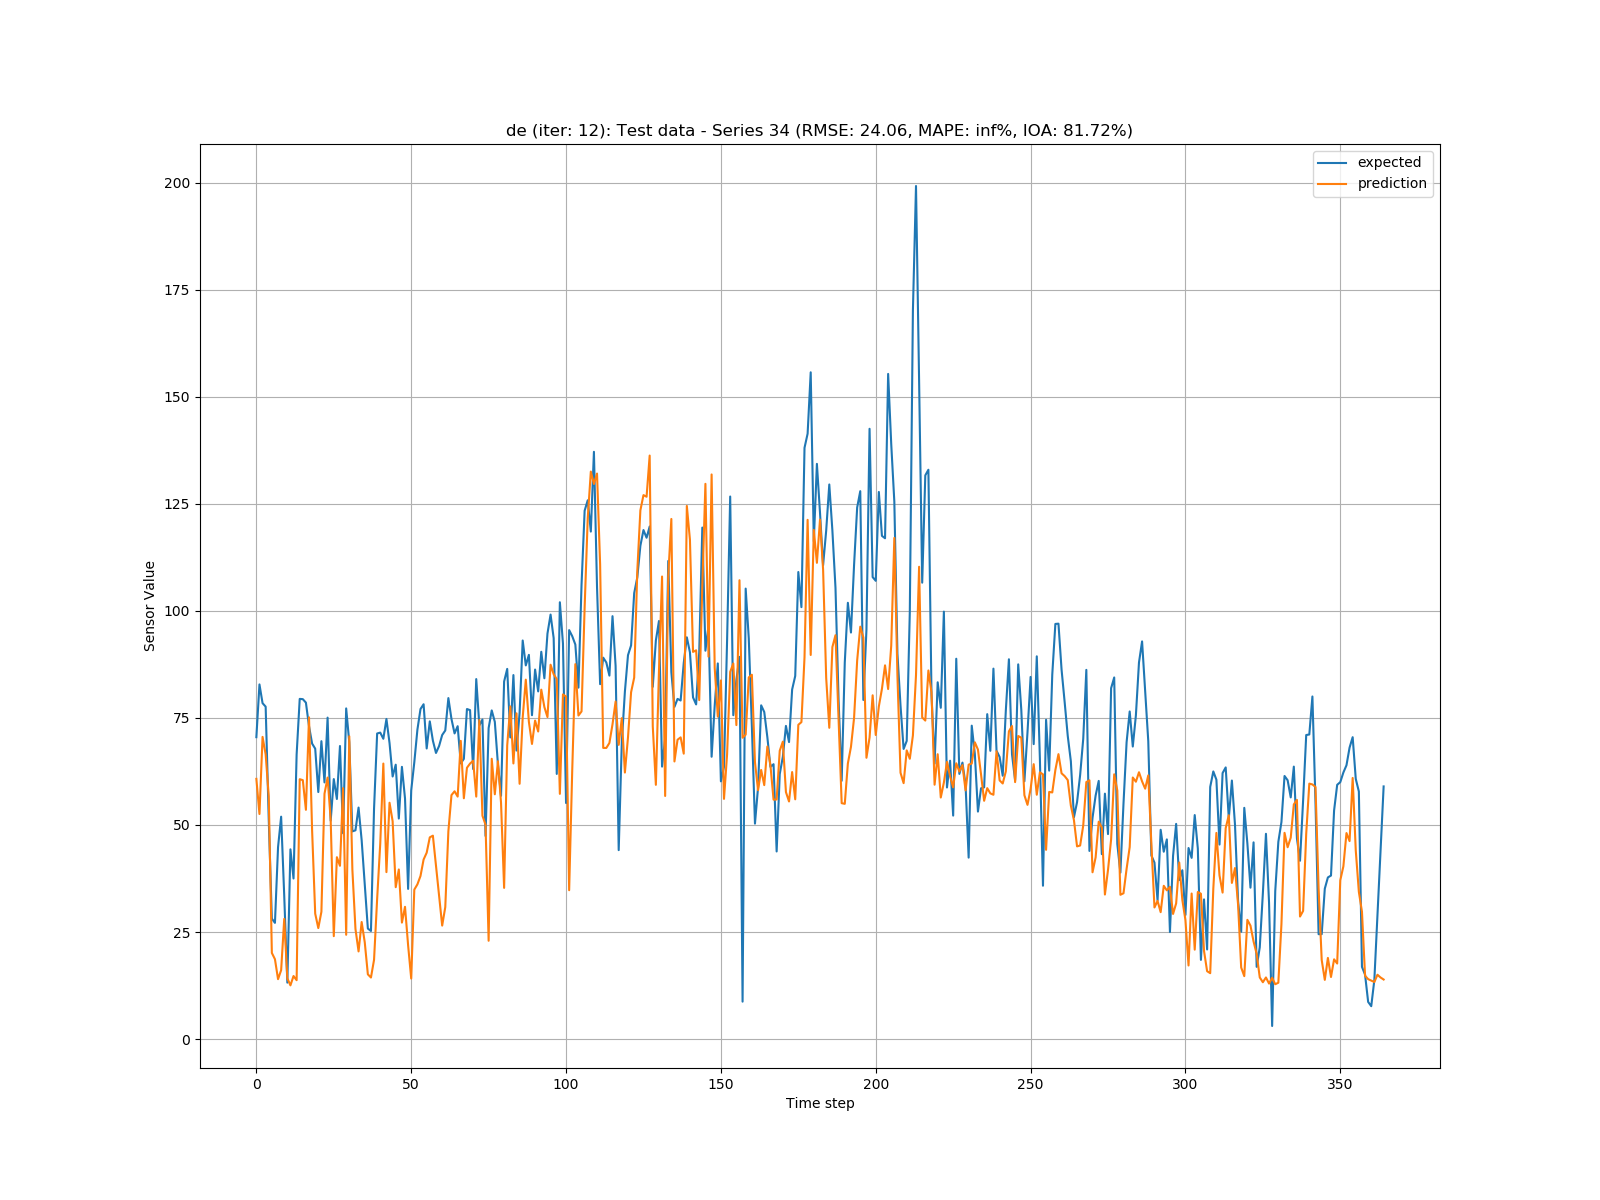 de (iter: 12): Test data - Series 34 (RMSE: 24.06, MAPE: inf%, IOA: 81.72%)
expected
prediction
200
175
150
125
100
75
50
25
0
Sensor Value
0 50 100 150 200 250 300 350
Time step